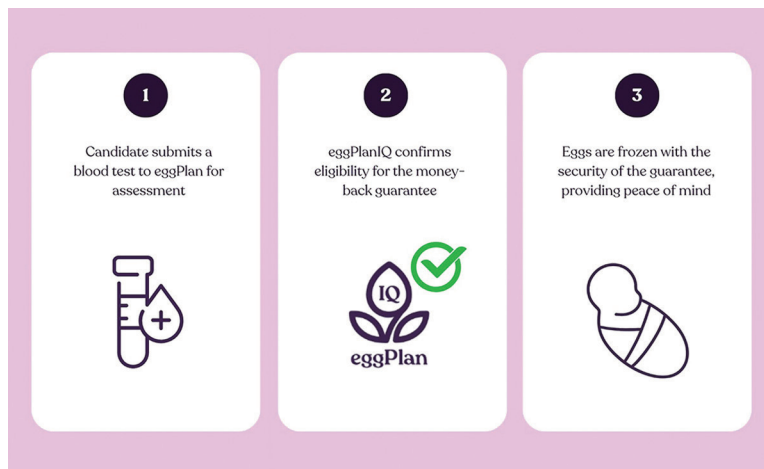 1
Candidate submits a
blood test to eggPlan for
assessment
2
eggPlanIQ confirms
eligibility for the money-
back guarantee
IQ
eggPlan
3
Eggs are frozen with the
security of the guarantee,
providing peace of mind